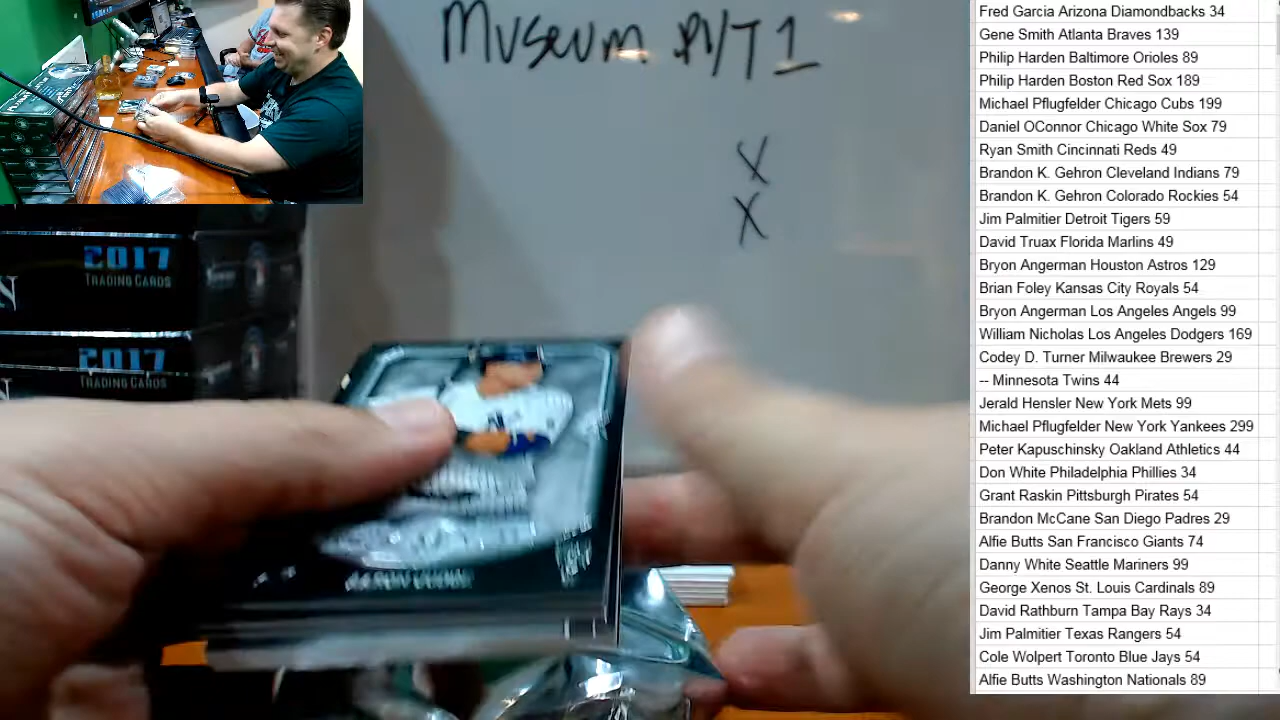 Museum P1/T1
X
X
2017
TRADING CARDS
N
2017
TRADING CARDS
Fred Garcia Arizona Diamondbacks 34
Gene Smith Atlanta Braves 139
Philip Harden Baltimore Orioles 89
Philip Harden Boston Red Sox 189
Michael Pflugfelder Chicago Cubs 199
Daniel OConnor Chicago White Sox 79
Ryan Smith Cincinnati Reds 49
Brandon K. Gehron Cleveland Indians 79
Brandon K. Gehron Colorado Rockies 54
Jim Palmitier Detroit Tigers 59
David Truax Florida Marlins 49
Bryon Angerman Houston Astros 129
Brian Foley Kansas City Royals 54
Bryon Angerman Los Angeles Angels 99
William Nicholas Los Angeles Dodgers 169
Codey D. Turner Milwaukee Brewers 29
-- Minnesota Twins 44
Jerald Hensler New York Mets 99
Michael Pflugfelder New York Yankees 299
Peter Kapuschinsky Oakland Athletics 44
Don White Philadelphia Phillies 34
Grant Raskin Pittsburgh Pirates 54
Brandon McCane San Diego Padres 29
Alfie Butts San Francisco Giants 74
Danny White Seattle Mariners 99
George Xenos St. Louis Cardinals 89
David Rathburn Tampa Bay Rays 34
Jim Palmitier Texas Rangers 54
Cole Wolpert Toronto Blue Jays 54
Alfie Butts Washington Nationals 89